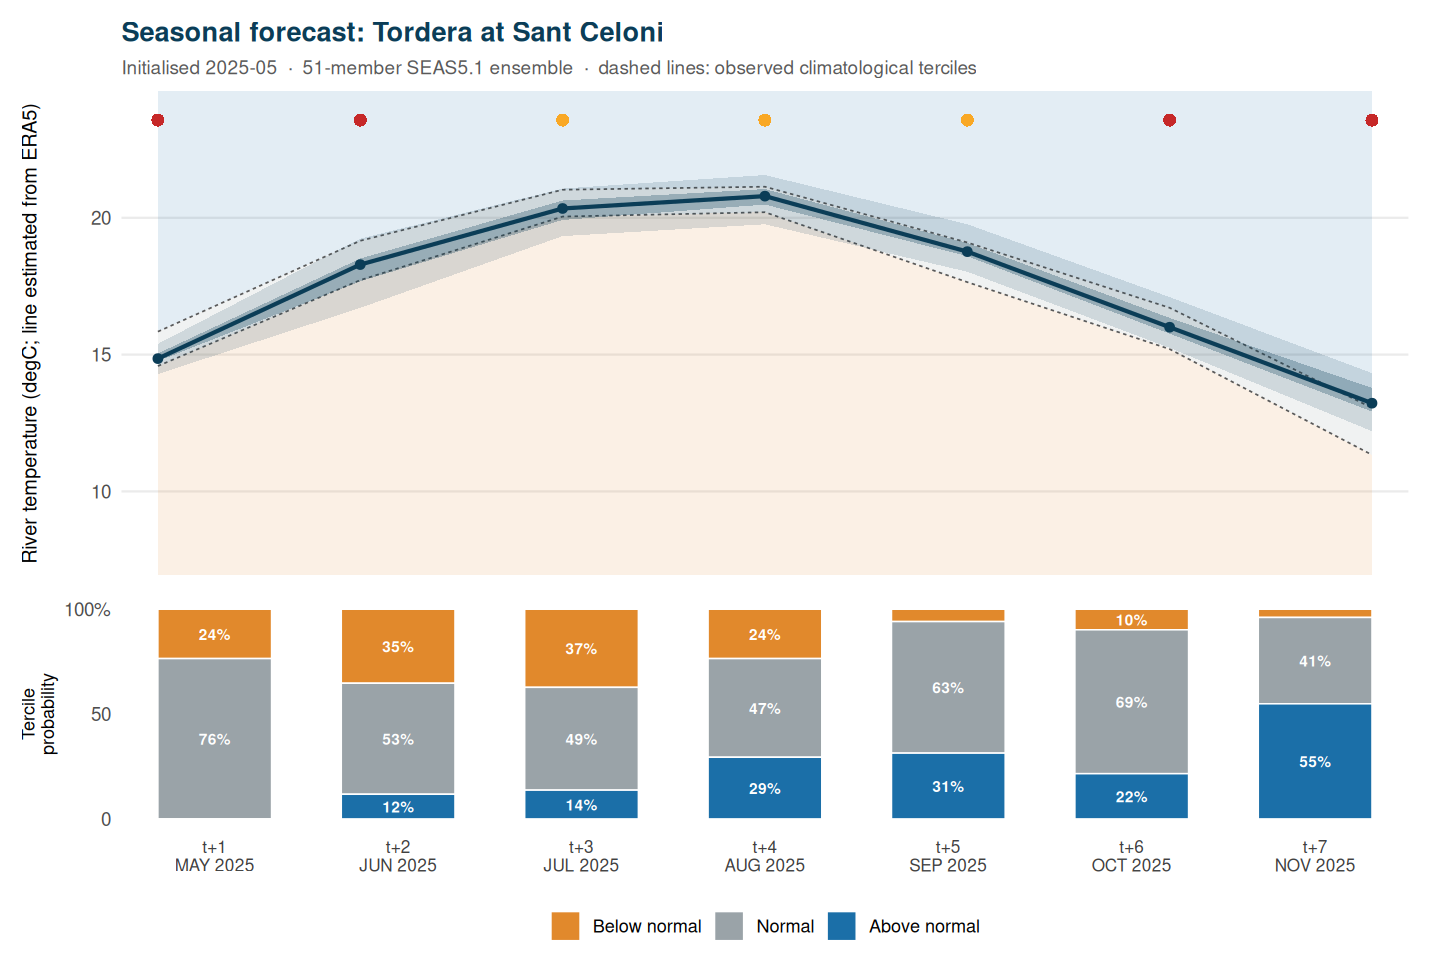 Seasonal forecast: Tordera at Sant Celoni
Initialised 2025-05 · 51-member SEAS5.1 ensemble · dashed lines: observed climatological terciles
River temperature (degC; line estimated from ERA5)
20
15
10
Tercile
probability
100%
50
0
24%
76%
35%
53%
12%
37%
49%
14%
24%
47%
29%
63%
31%
10%
69%
22%
41%
55%
t+1
MAY 2025
t+2
JUN 2025
t+3
JUL 2025
t+4
AUG 2025
t+5
SEP 2025
t+6
OCT 2025
t+7
NOV 2025
Below normal
Normal
Above normal